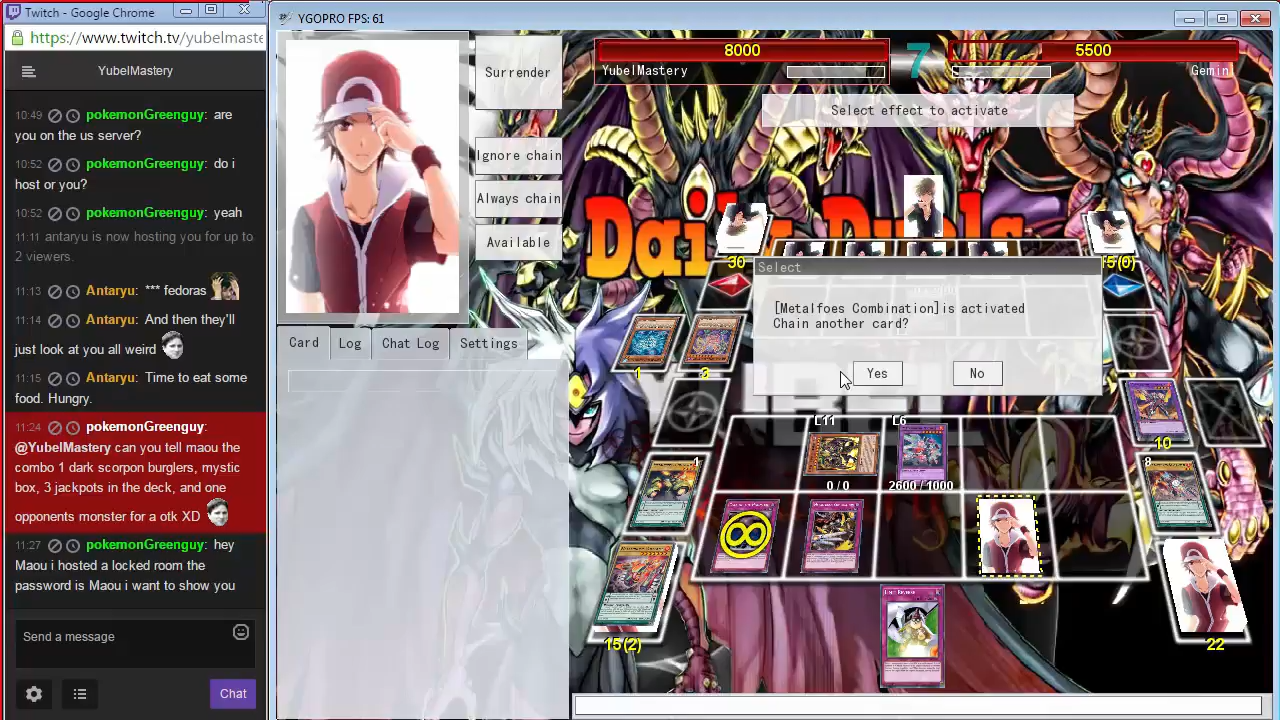 Twitch - Google Chrome
https://www.twitch.tv/yubelmaste
YubelMastery
10:49 pokemonGreenguy: are
you on the us server?
10:52 pokemonGreenguy: do i
host or you?
10:52 pokemonGreenguy: yeah
11:11 antaryu is now hosting you for up to
2 viewers.
11:13 Antaryu: *** fedoras
11:14 Antaryu: And then they'll
just look at you all weird
11:15 Antaryu: Time to eat some
food. Hungry.
11:24 pokemonGreenguy:
@YubelMastery can you tell maou the
combo 1 dark scorpon burglers, mystic
box, 3 jackpots in the deck, and one
opponents monster for a otk XD
11:27 pokemonGreenguy: hey
Maou i hosted a locked room the
password is Maou i want to show you
Send a message
Chat
YGOPRO FPS: 61
Surrender
Ignore chain
Always chain
Available
Card
Log
Chat Log
Settings
8000
YubelMastery
7
5500
Gemin
Select effect to activate
30
Select
[Metalfoes Combination]is activated
Chain another card?
Yes
No
10
L11
L6
0 / 0
2600 / 1000
1
8
15(2)
22